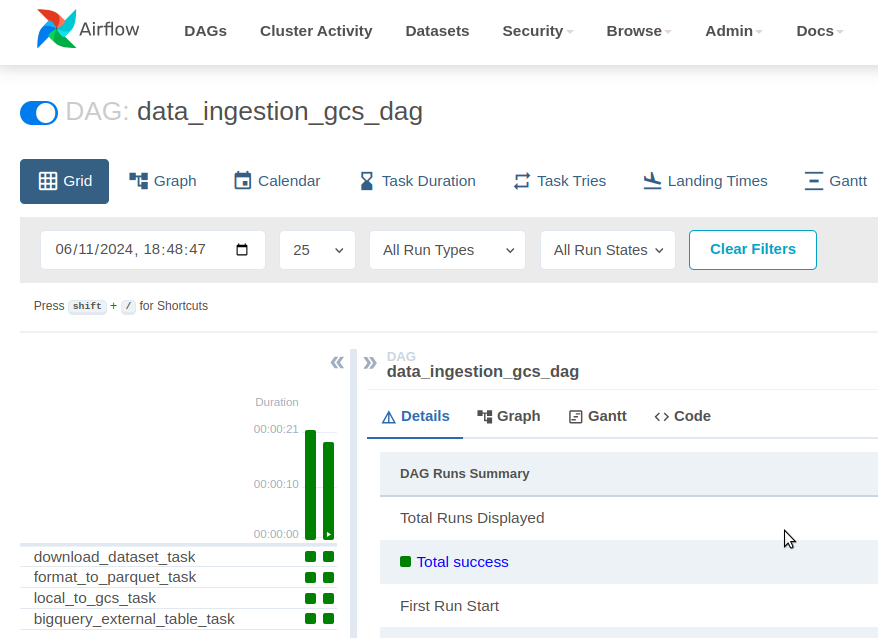 Airflow DAGs Cluster Activity Datasets Security Browse Admin Docs
DAG: data_ingestion_gcs_dag
Grid Graph Calendar Task Duration Task Tries Landing Times Gantt
06/11/2024, 18:48:47 25 All Run Types All Run States Clear Filters
Press shift + / for Shortcuts
« » DAG
data_ingestion_gcs_dag
Duration
00:00:21
00:00:10
00:00:00
download_dataset_task
format_to_parquet_task
local_to_gcs_task
bigquery_external_table_task
Details Graph Gantt Code
DAG Runs Summary
Total Runs Displayed
Total success
First Run Start